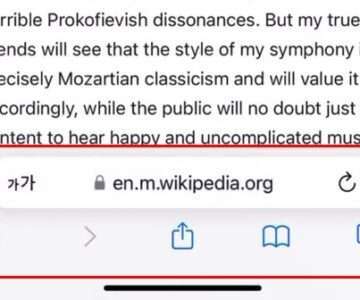 rrible Prokofievish dissonances. But my true
ends will see that the style of my symphony i
ecisely Mozartian classicism and will value it
cordingly, while the public will no doubt just
ntent to hear happy and uncomplicated mus
가가 en.m.wikipedia.org